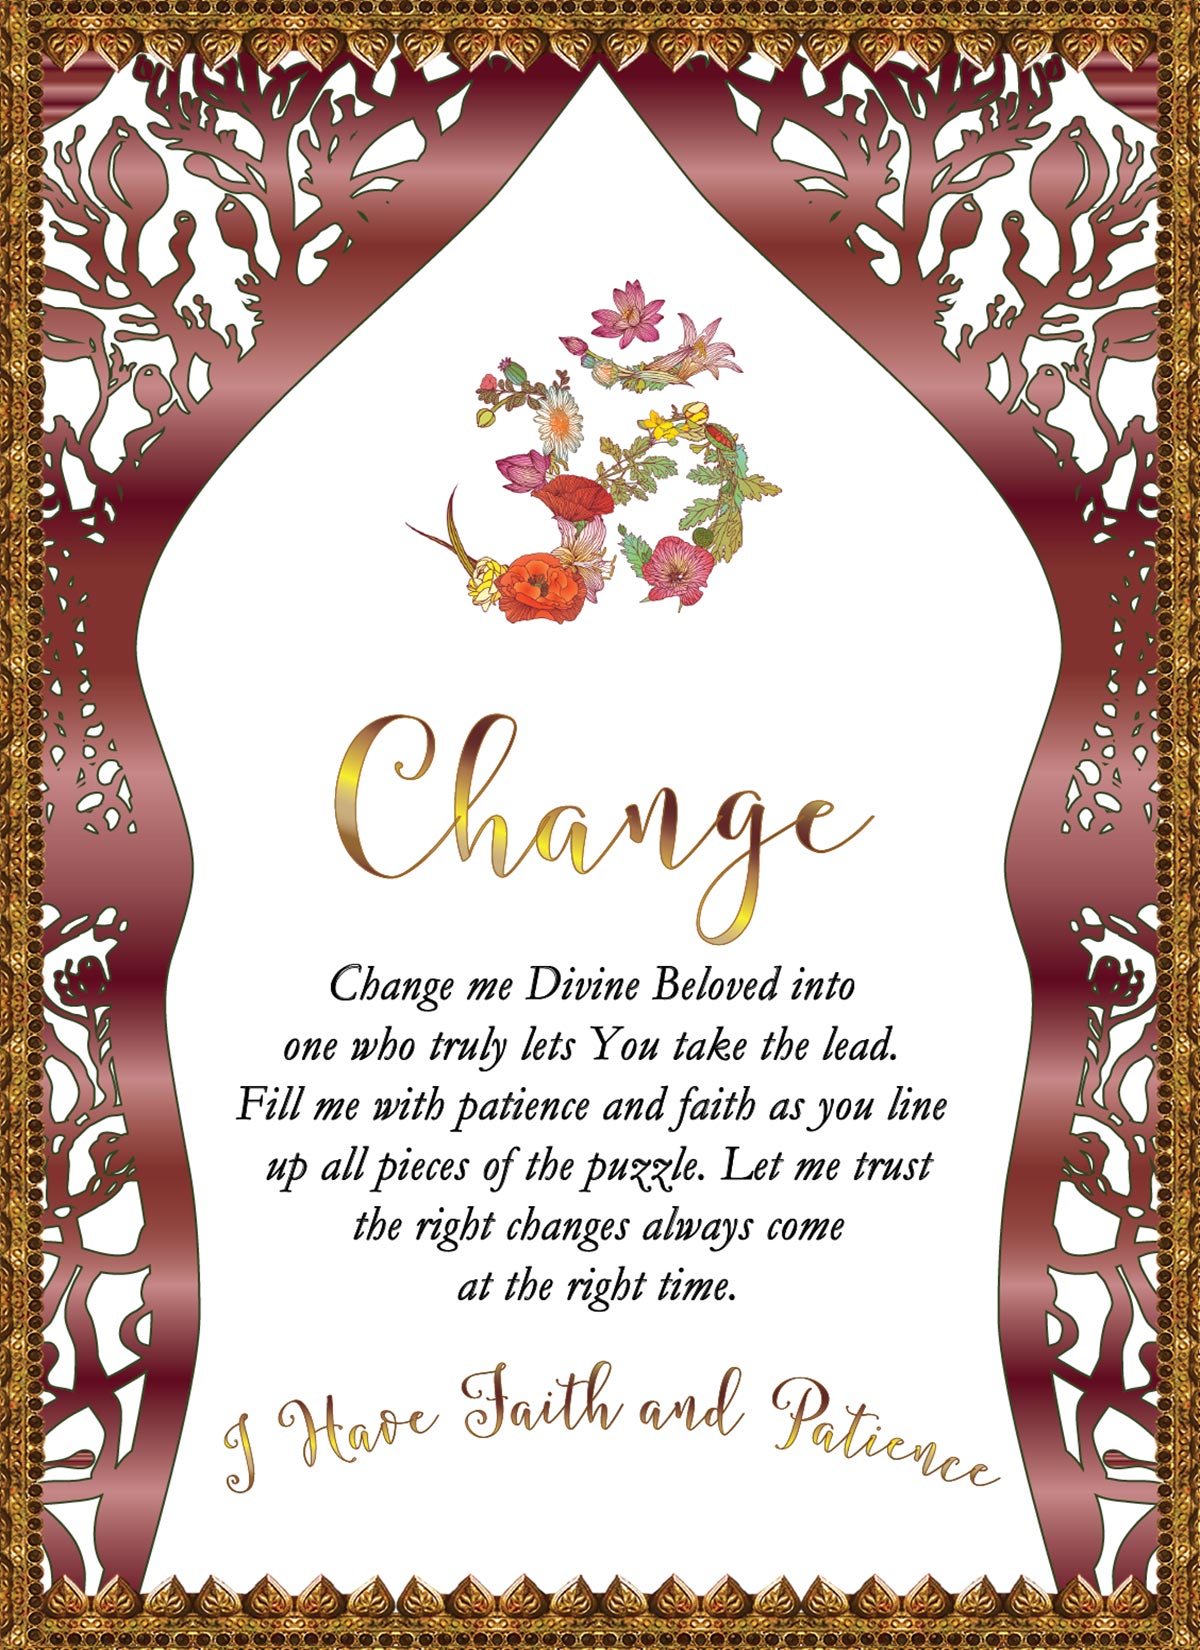 ॐ
Change
Change me Divine Beloved into
one who truly lets You take the lead.
Fill me with patience and faith as you line
up all pieces of the puzzle. Let me trust
the right changes always come
at the right time.
I Have Faith and Patience